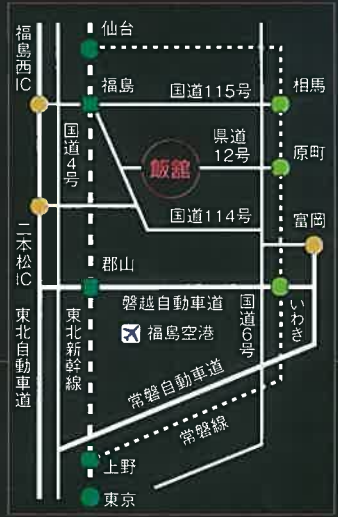 仙台
福島西IC
福島
国道115号
相馬
国道4号
県道
12号
飯舘
原町
国道114号
富岡
二本松IC
郡山
磐越自動車道
いわき
国道6号
福島空港
東北自動車道
東北新幹線
常磐自動車道
常磐線
上野
東京